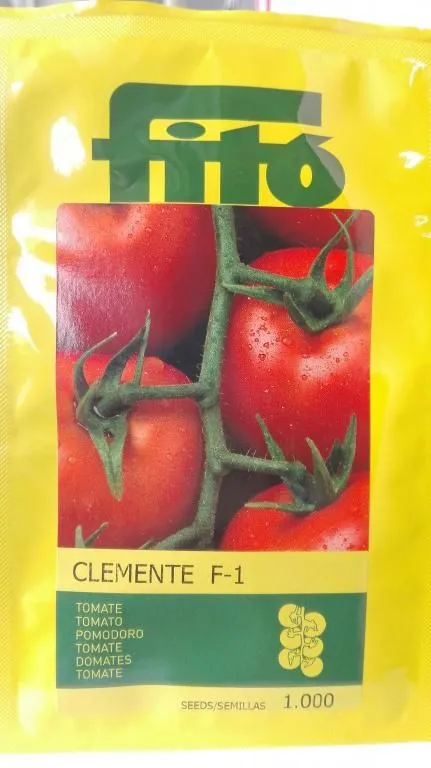 fitó
CLEMENTE F-1
TOMATE
TOMATO
POMODORO
TOMATE
DOMATES
TOMATE
SEEDS/SEMILLAS 1.000